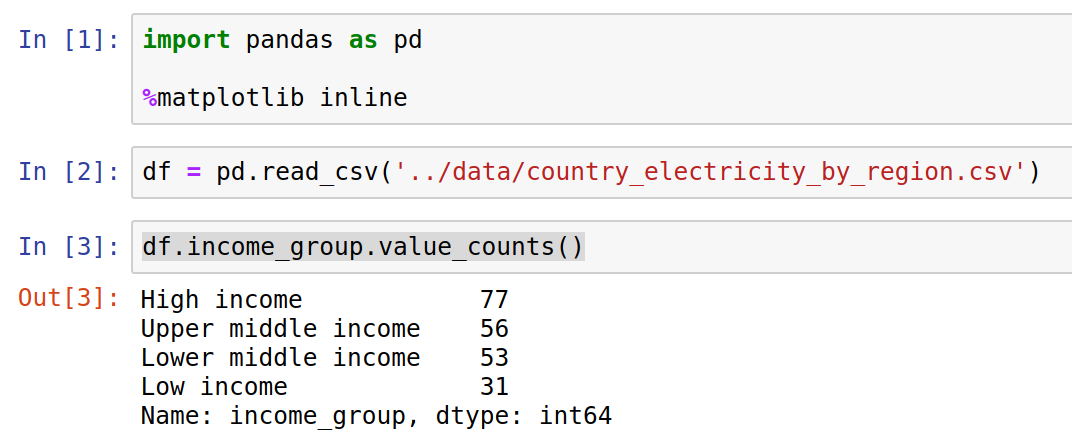 In [1]: import pandas as pd
%matplotlib inline
In [2]: df = pd.read_csv('../data/country_electricity_by_region.csv')
In [3]: df.income_group.value_counts()
Out[3]: High income 77
Upper middle income 56
Lower middle income 53
Low income 31
Name: income_group, dtype: int64